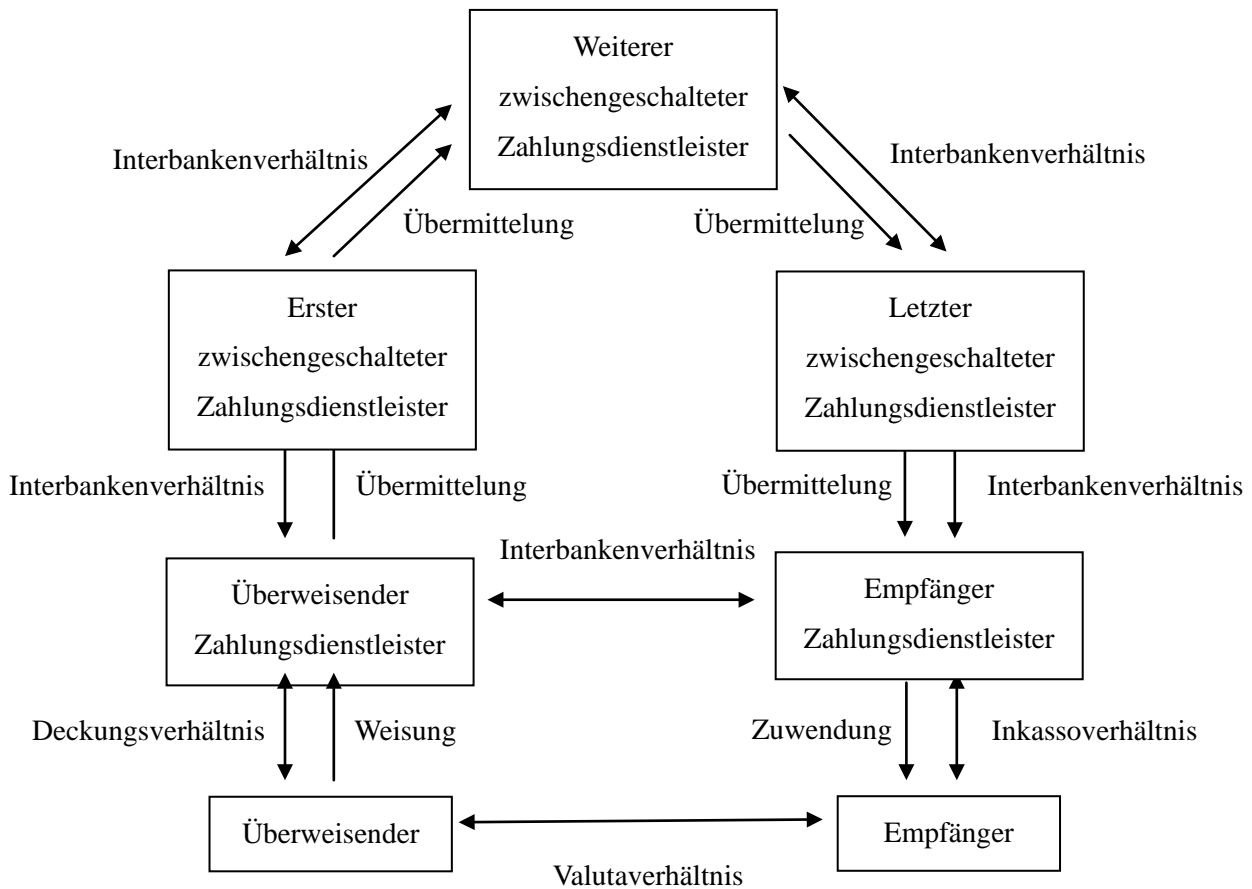 Weiterer
zwischengeschalteter
Zahlungsdienstleister
Interbankenverhältnis
Interbankenverhältnis
Übermittelung
Übermittelung
Erster
zwischengeschalteter
Zahlungsdienstleister
Letzter
zwischengeschalteter
Zahlungsdienstleister
Interbankenverhältnis
Übermittelung
Übermittelung
Interbankenverhältnis
Interbankenverhältnis
Überweisender
Zahlungsdienstleister
Empfänger
Zahlungsdienstleister
Deckungsverhältnis
Weisung
Zuwendung
Inkassoverhältnis
Überweisender
Empfänger
Valutaverhältnis